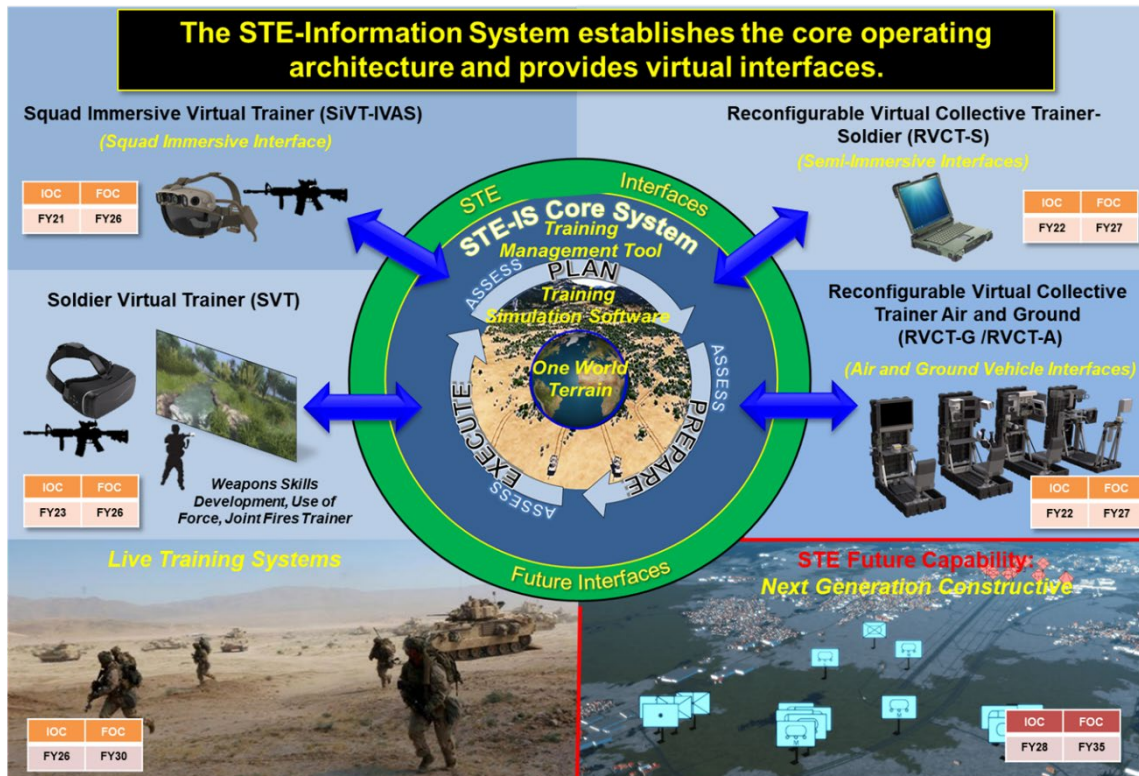 The STE-Information System establishes the core operating
architecture and provides virtual interfaces.
Squad Immersive Virtual Trainer (SiVT-IVAS)
(Squad Immersive Interface)
IOC FOC
FY21 FY26
Reconfigurable Virtual Collective Trainer-
Soldier (RVCT-S)
(Semi-Immersive Interfaces)
IOC FOC
FY22 FY27
STE Interfaces
STE-IS Core System
Training
Management Tool
ASSESS
PLAN
Training
Simulation Software
One World
Terrain
ASSESS
PREPARE
ASSESS
EXECUTE
Future Interfaces
Soldier Virtual Trainer (SVT)
IOC FOC
FY23 FY26
Weapons Skills
Development, Use of
Force, Joint Fires Trainer
Reconfigurable Virtual Collective
Trainer Air and Ground
(RVCT-G /RVCT-A)
(Air and Ground Vehicle Interfaces)
IOC FOC
FY22 FY27
Live Training Systems
IOC FOC
FY26 FY30
STE Future Capability:
Next Generation Constructive
IOC FOC
FY28 FY35